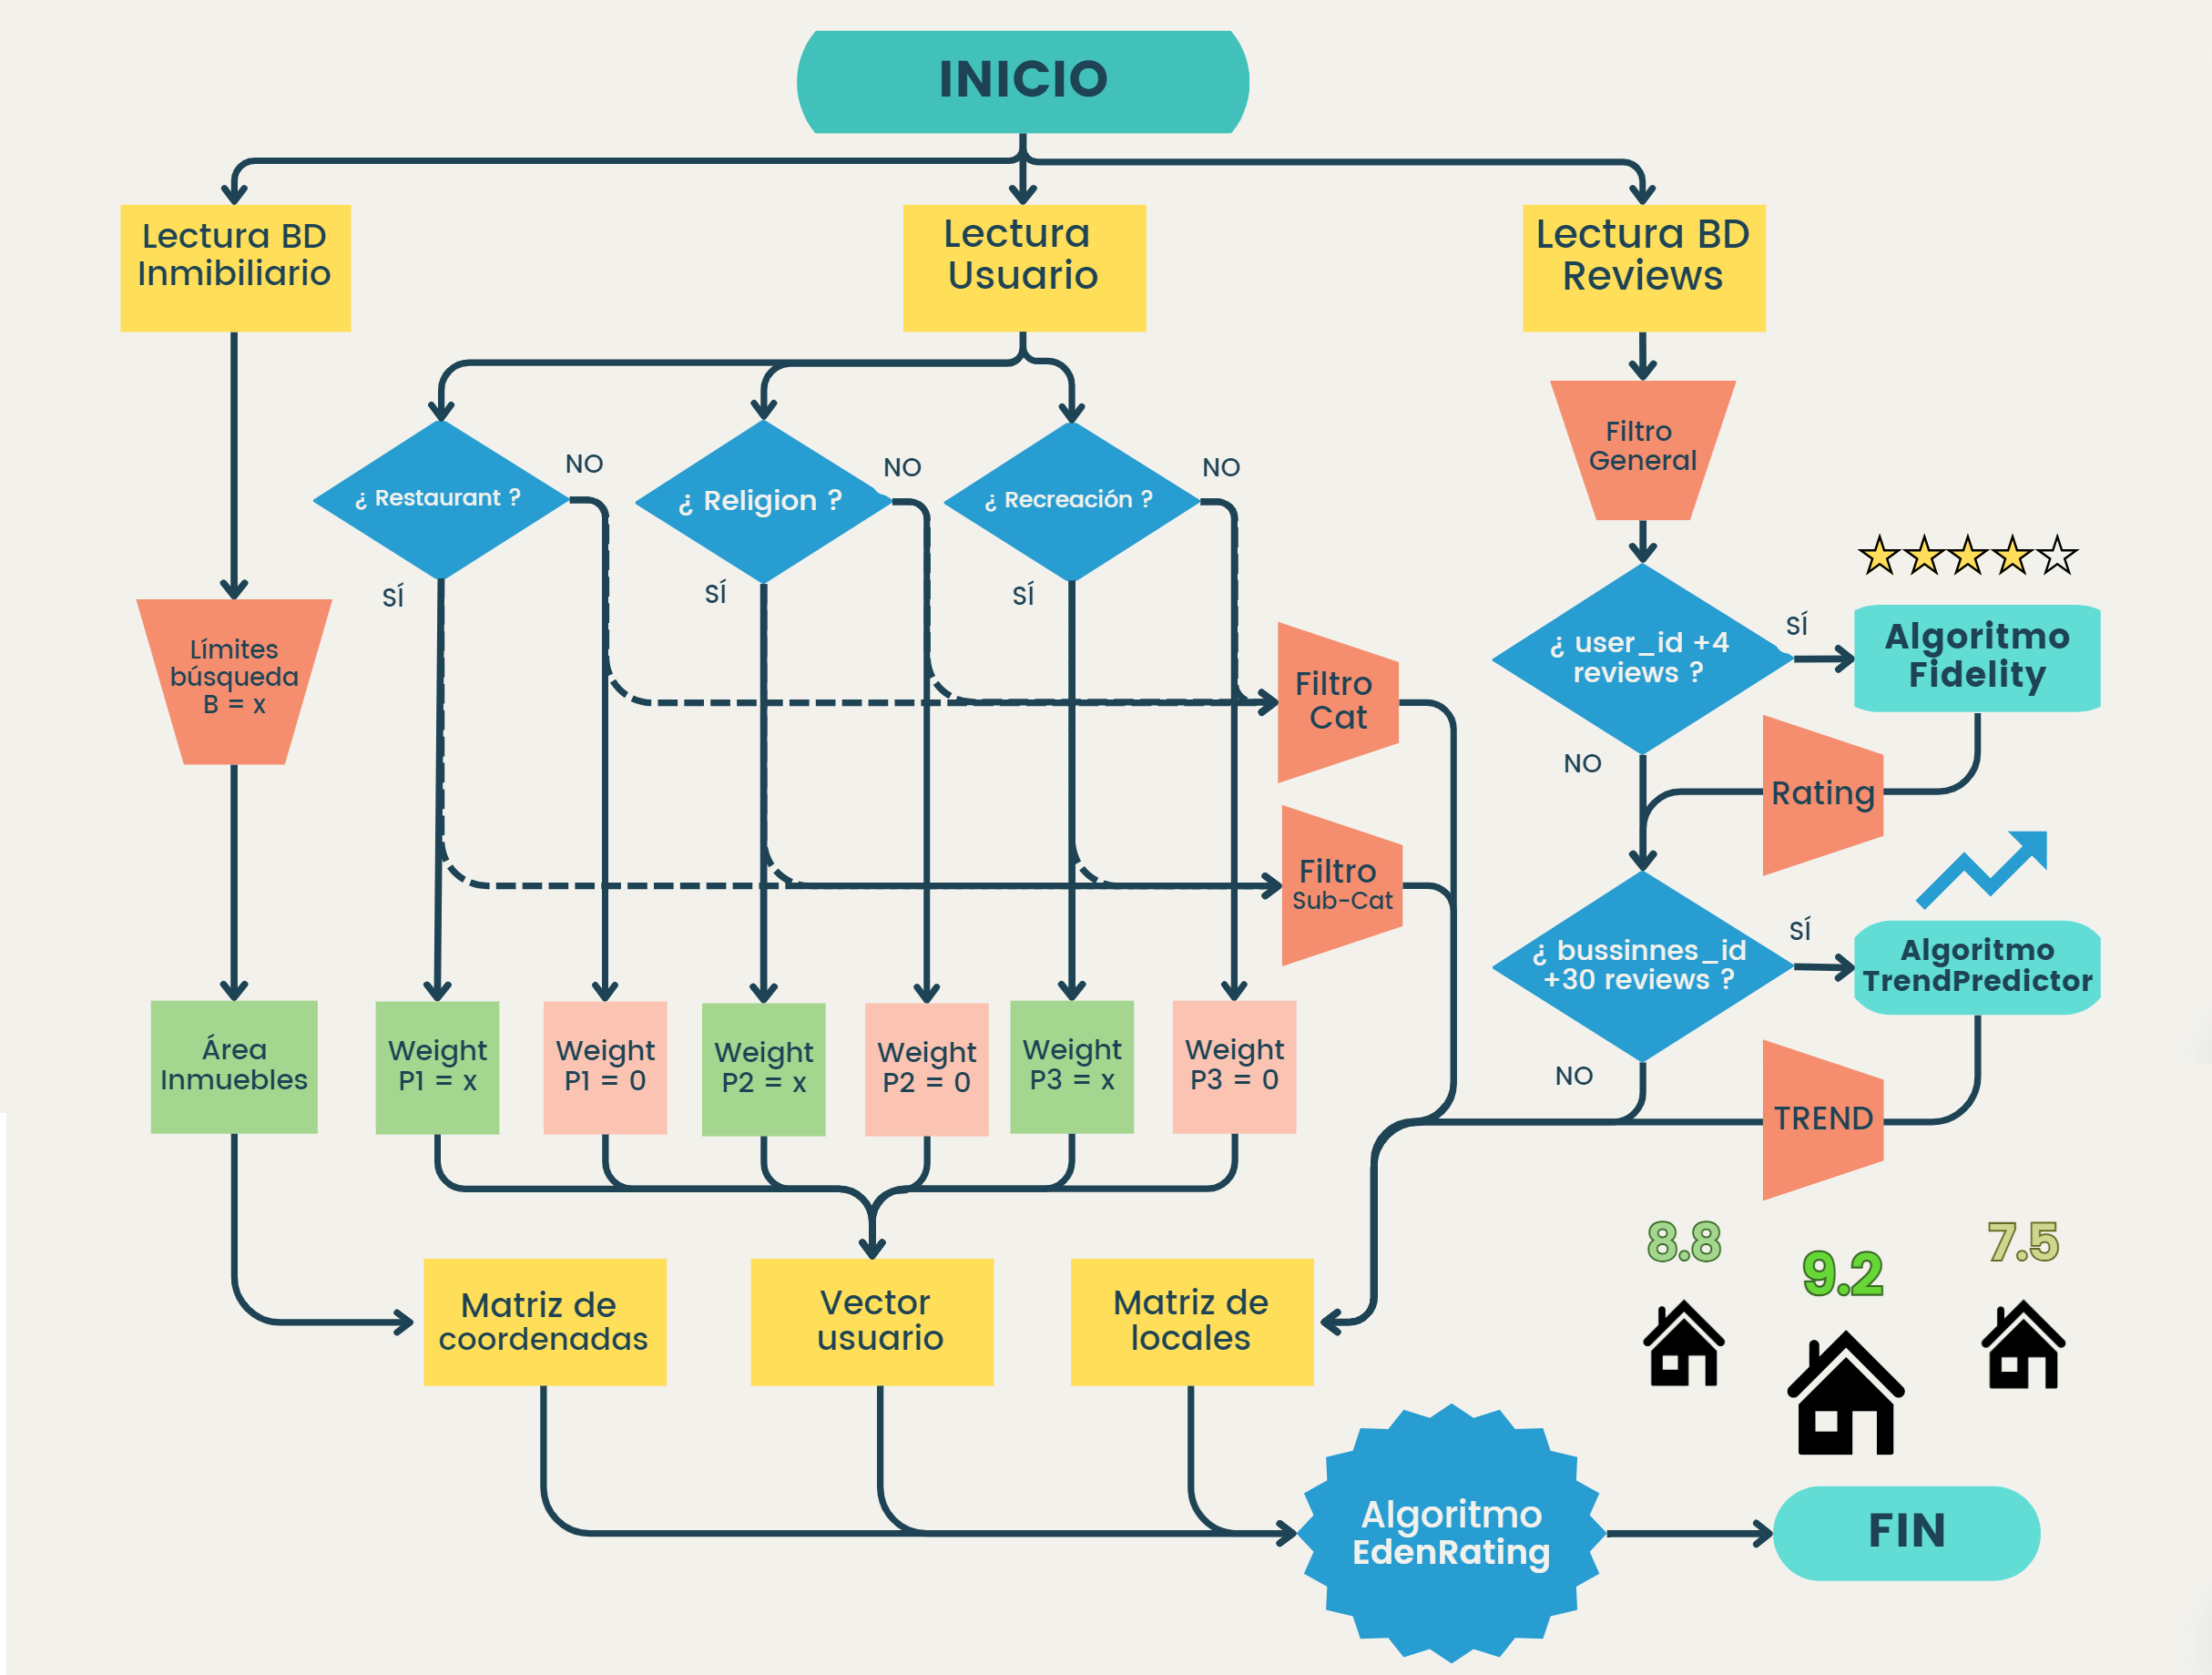 INICIO
Lectura BD
Inmibiliario
Lectura
Usuario
Lectura BD
Reviews
¿ Restaurant ?
NO
SÍ
¿ Religion ?
NO
SÍ
¿ Recreación ?
NO
SÍ
Filtro
General
Límites
búsqueda
B = x
Filtro
Cat
Filtro
Sub-Cat
¿ user_id +4
reviews ?
SÍ
NO
Algoritmo
Fidelity
Rating
¿ bussinnes_id
+30 reviews ?
SÍ
NO
Algoritmo
TrendPredictor
TREND
Área
Inmuebles
Weight
P1 = x
Weight
P1 = 0
Weight
P2 = x
Weight
P2 = 0
Weight
P3 = x
Weight
P3 = 0
Matriz de
coordenadas
Vector
usuario
Matriz de
locales
8.8
9.2
7.5
Algoritmo
EdenRating
FIN